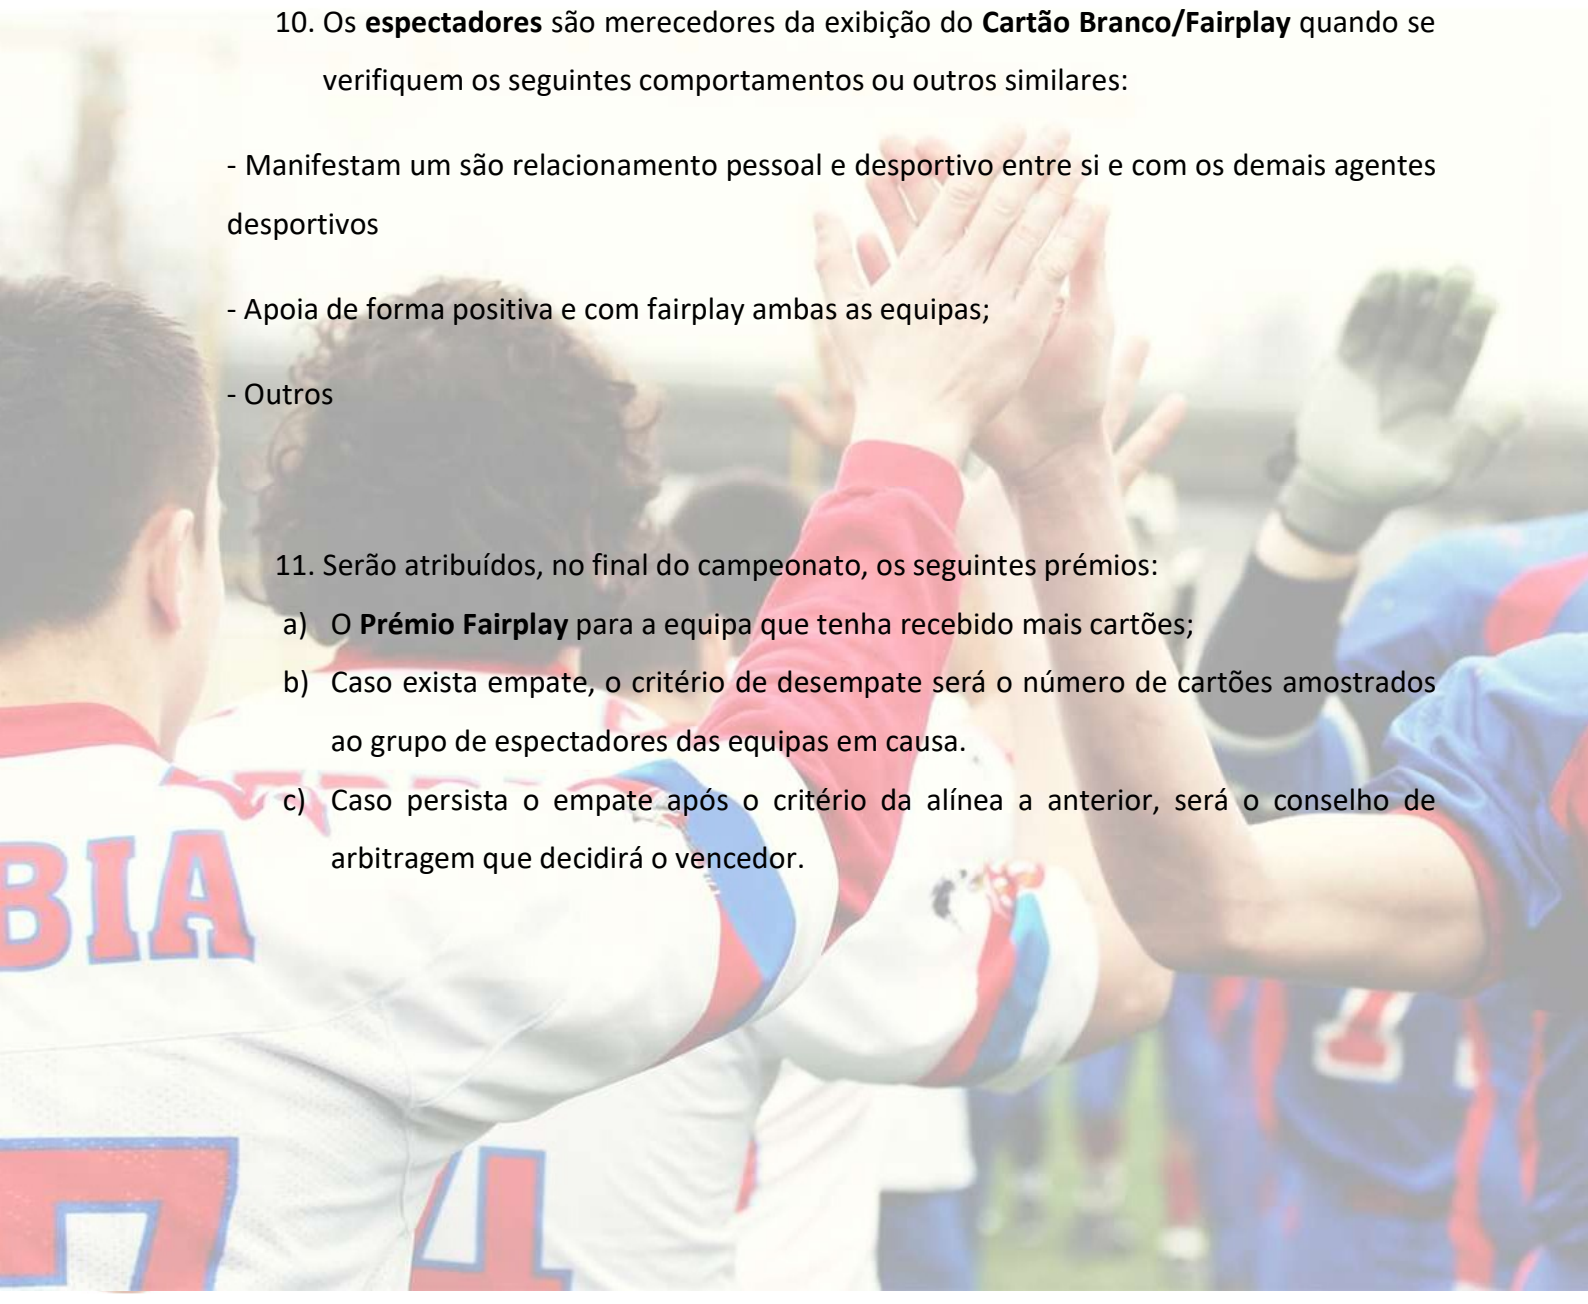 10. Os espectadores são merecedores da exibição do Cartão Branco/Fairplay quando se
verifiquem os seguintes comportamentos ou outros similares:
- Manifestam um são relacionamento pessoal e desportivo entre si e com os demais agentes
desportivos
- Apoia de forma positiva e com fairplay ambas as equipas;
- Outros
11. Serão atribuídos, no final do campeonato, os seguintes prémios:
a) O Prémio Fairplay para a equipa que tenha recebido mais cartões;
b) Caso exista empate, o critério de desempate será o número de cartões amostrados
ao grupo de espectadores das equipas em causa.
c) Caso persista o empate após o critério da alínea a anterior, será o conselho de
arbitragem que decidirá o vencedor.
BIA
7
4
7